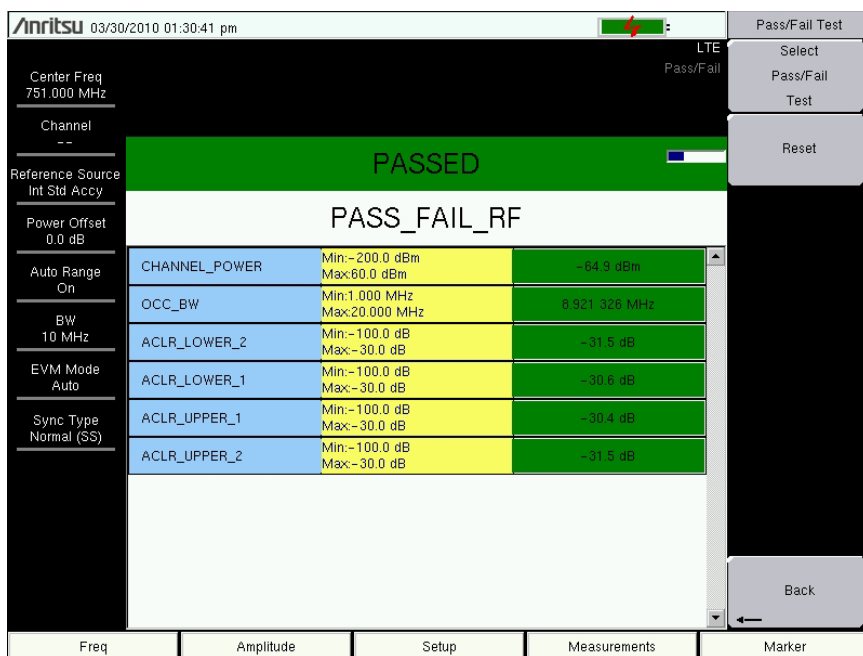 /Inritsu 03/30/2010 01:30:41 pm
Pass/Fail Test
LTE
Pass/Fail
Select
Pass/Fail
Test
Reset
Center Freq
751.000 MHz
Channel
--
Reference Source
Int Std Accy
Power Offset
0.0 dB
Auto Range
On
BW
10 MHz
EVM Mode
Auto
Sync Type
Normal (SS)
PASSED
PASS_FAIL_RF
CHANNEL_POWER
Min:-200.0 dBm
Max:60.0 dBm
-64.9 dBm
OCC_BW
Min:1.000 MHz
Max:20.000 MHz
8.921 326 MHz
ACLR_LOWER_2
Min:-100.0 dB
Max:-30.0 dB
-31.5 dB
ACLR_LOWER_1
Min:-100.0 dB
Max:-30.0 dB
-30.6 dB
ACLR_UPPER_1
Min:-100.0 dB
Max:-30.0 dB
-30.4 dB
ACLR_UPPER_2
Min:-100.0 dB
Max:-30.0 dB
-31.5 dB
Back
Freq
Amplitude
Setup
Measurements
Marker